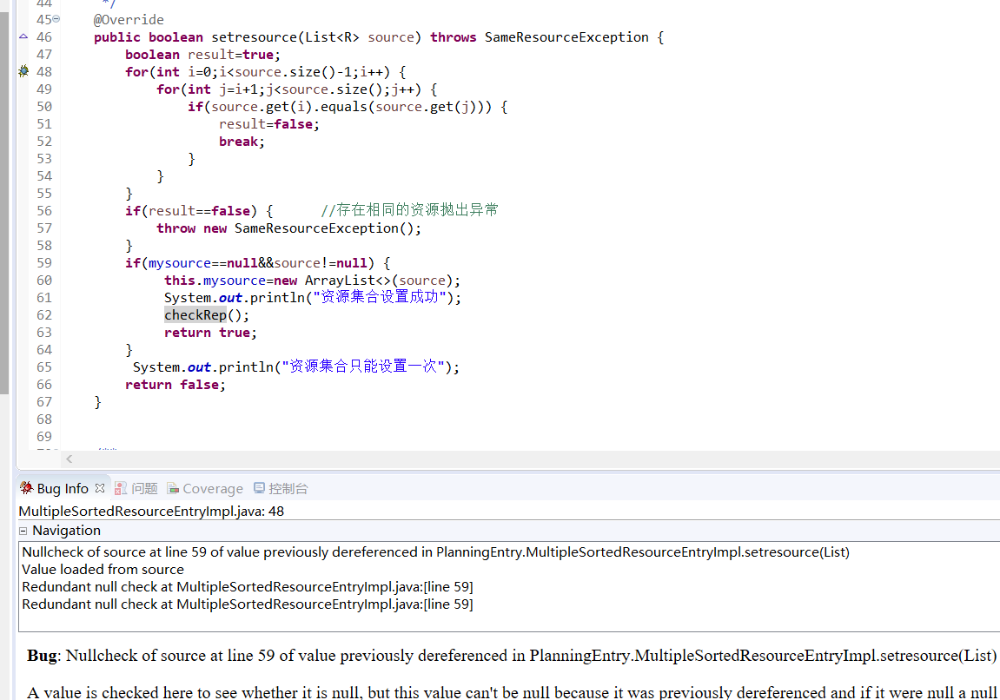 44 */
45 @Override
46 public boolean setresource(List<R> source) throws SameResourceException {
47 boolean result=true;
48 for(int i=0;i<source.size()-1;i++) {
49 for(int j=i+1;j<source.size();j++) {
50 if(source.get(i).equals(source.get(j))) {
51 result=false;
52 break;
53 }
54 }
55 }
56 if(result==false) { //存在相同的资源抛出异常
57 throw new SameResourceException();
58 }
59 if(mysource==null&&source!=null) {
60 this.mysource=new ArrayList<>(source);
61 System.out.println("资源集合设置成功");
62 checkRep();
63 return true;
64 }
65 System.out.println("资源集合只能设置一次");
66 return false;
67 }
68
69
Bug Info 问题 Coverage 控制台
MultipleSortedResourceEntryImpl.java: 48
Navigation
Nullcheck of source at line 59 of value previously dereferenced in PlanningEntry.MultipleSortedResourceEntryImpl.setresource(List)
Value loaded from source
Redundant null check at MultipleSortedResourceEntryImpl.java:[line 59]
Redundant null check at MultipleSortedResourceEntryImpl.java:[line 59]
Bug: Nullcheck of source at line 59 of value previously dereferenced in PlanningEntry.MultipleSortedResourceEntryImpl.setresource(List)
A value is checked here to see whether it is null, but this value can't be null because it was previously dereferenced and if it were null a null